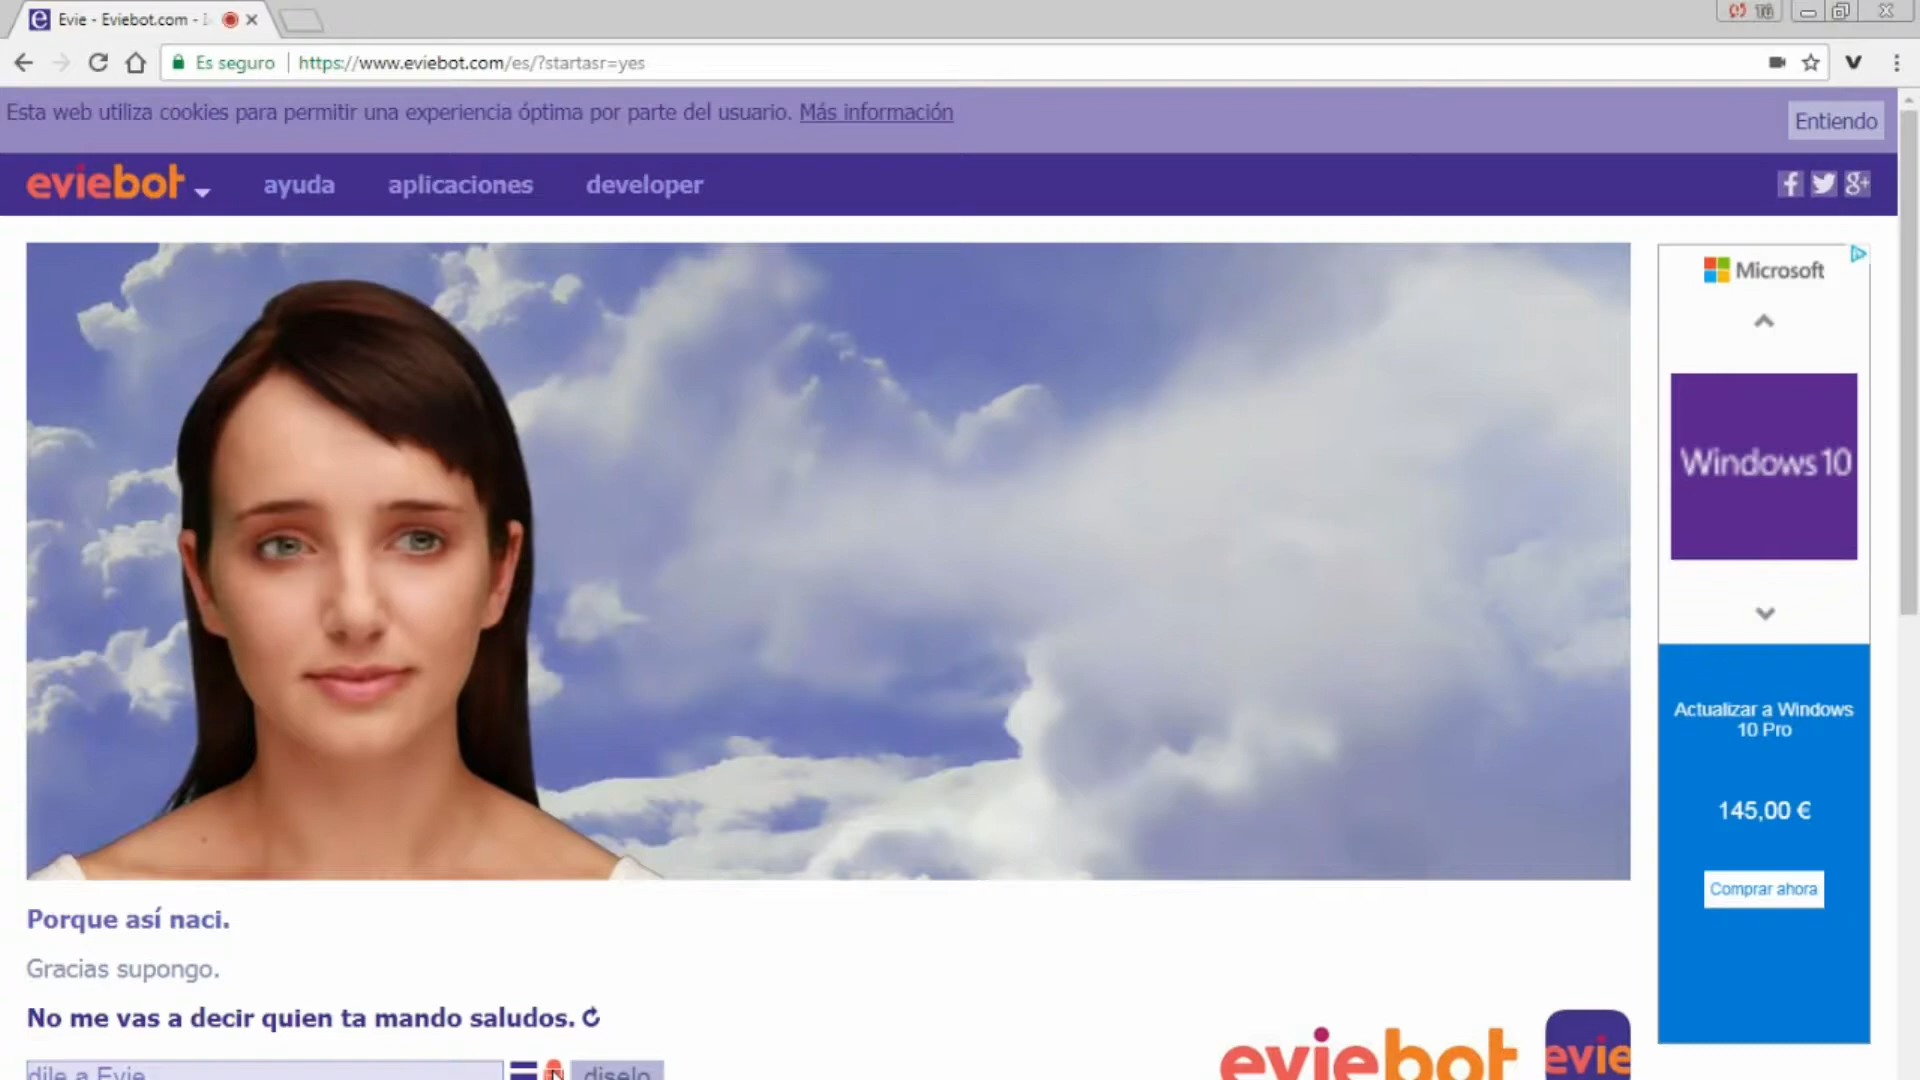 Evie - Eviebot.com -
Es seguro
https://www.eviebot.com/es/?startasr=yes
Esta web utiliza cookies para permitir una experiencia óptima por parte del usuario. Más información
Entiendo
eviebot
ayuda
aplicaciones
developer
Microsoft
Windows 10
Actualizar a Windows
10 Pro
145,00 €
Comprar ahora
Porque así naci.
Gracias supongo.
No me vas a decir quien ta mando saludos.
dile a Evie
díselo
eviebot
evie